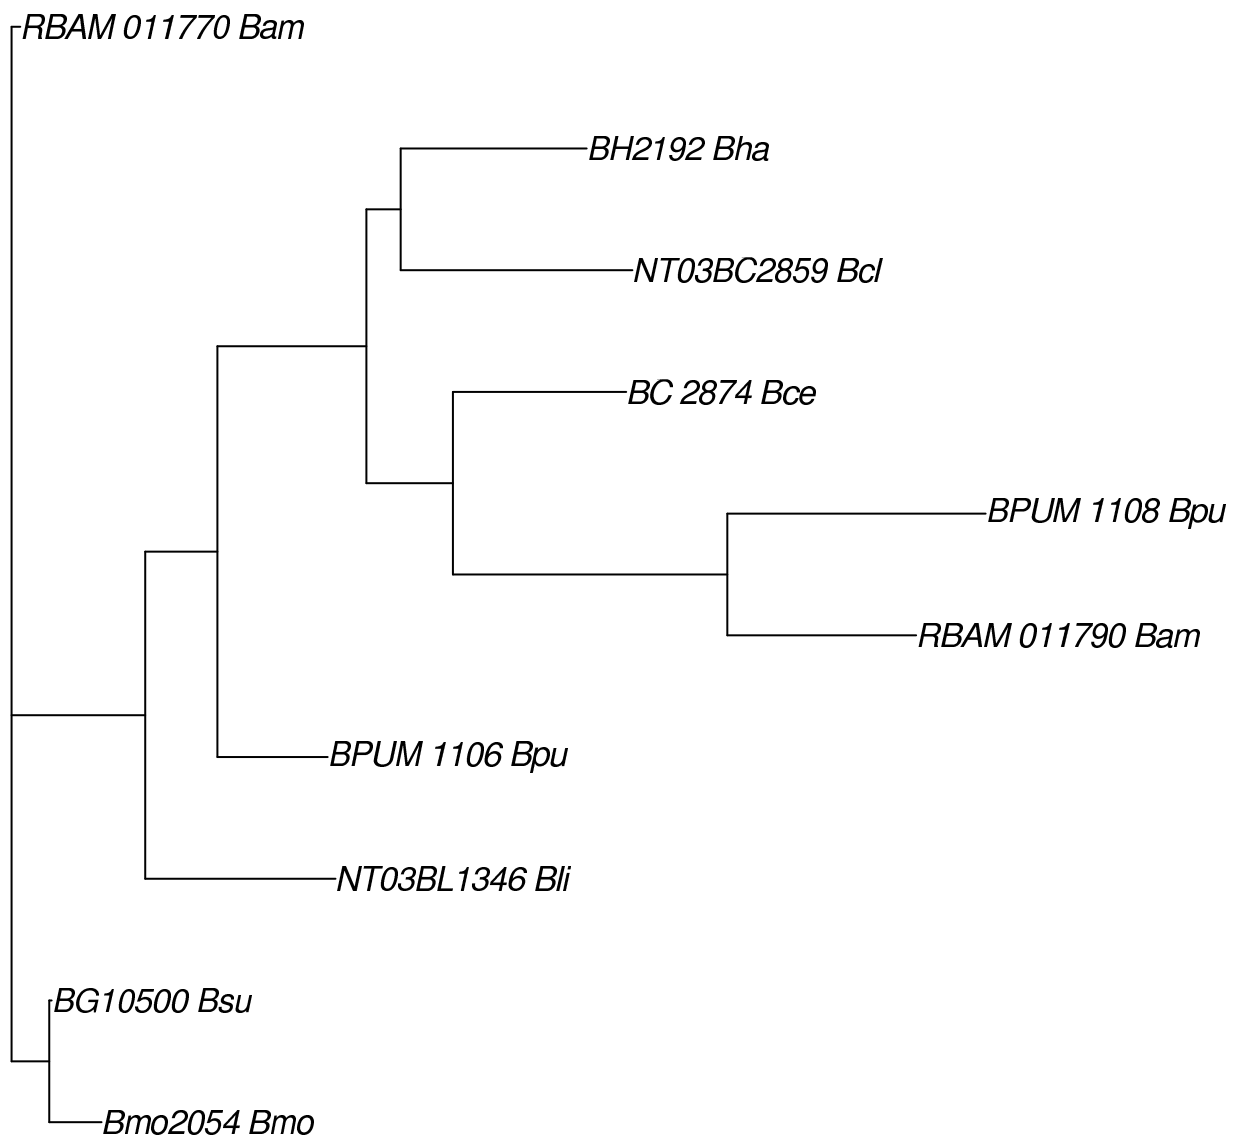 RBAM 011770 Bam
BH2192 Bha
NT03BC2859 Bcl
BC 2874 Bce
BPUM 1108 Bpu
RBAM 011790 Bam
BPUM 1106 Bpu
NT03BL1346 Bli
BG10500 Bsu
Bmo2054 Bmo